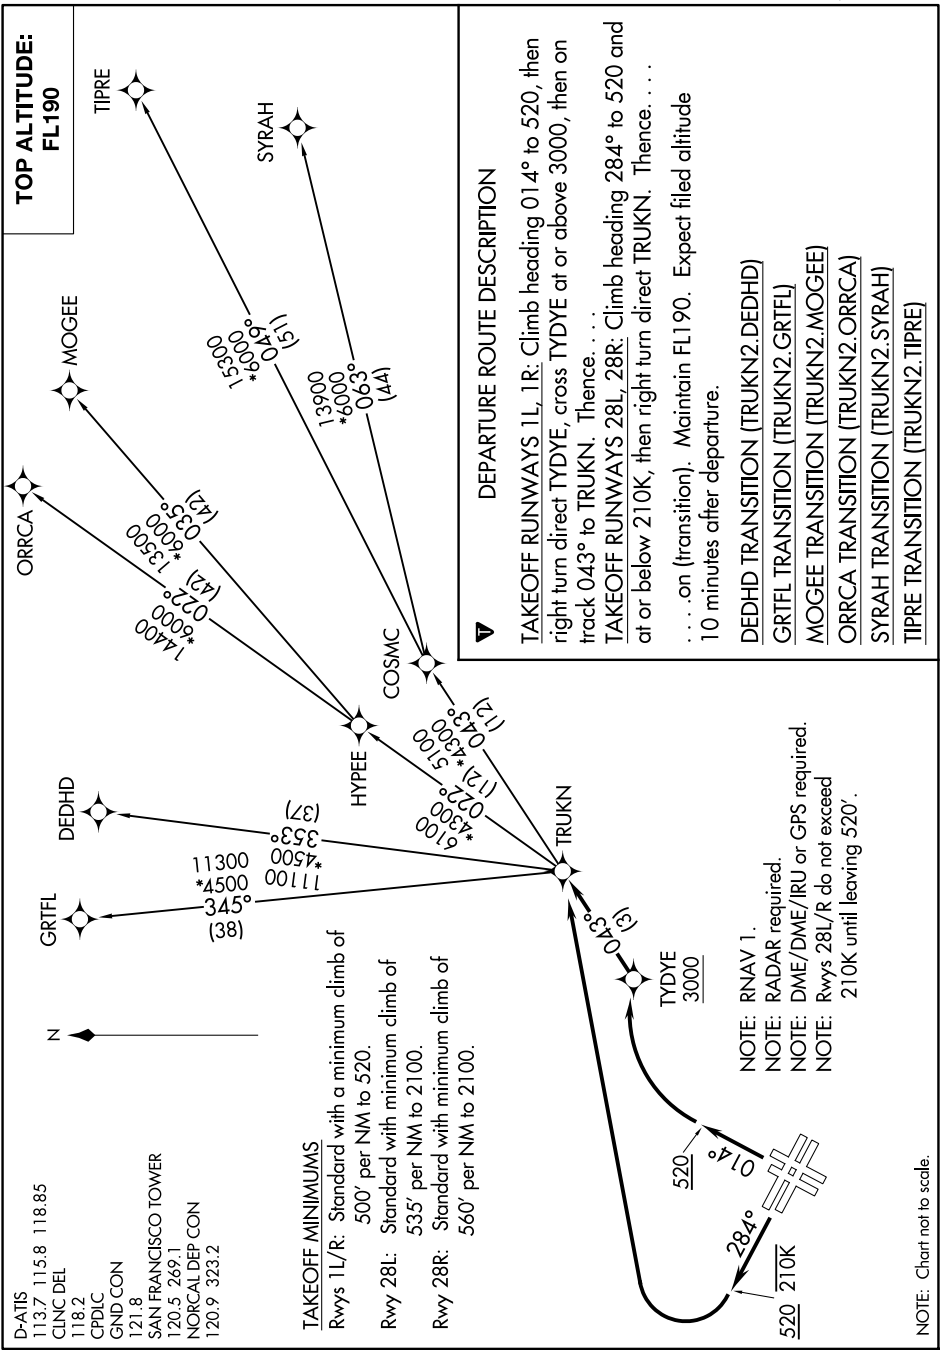 D-ATIS
113.7 115.8 118.85
CLNC DEL
118.2
CPDLC
GND CON
121.8
SAN FRANCISCO TOWER
120.5 269.1
NORCAL DEP CON
120.9 323.2
TOP ALTITUDE:
FL190
N
TAKEOFF MINIMUMS
Rwys 1L/R: Standard with a minimum climb of
500' per NM to 520.
Rwy 28L: Standard with minimum climb of
535' per NM to 2100.
Rwy 28R: Standard with minimum climb of
560' per NM to 2100.
GRTFL
11300
*4500
345°
(38)
DEDHD
(37)
353°
*4500
11100
ORRCA
14400
*6000
022°
(42)
MOGEE
13500
*6000
035°
(42)
TIPRE
15300
*6000
049°
(51)
SYRAH
13900
*6000
063°
(44)
HYPEE
6100
*4300
022°
(12)
COSMC
5100
*4300
043°
(12)
TRUKN
043°
(3)
TYDYE
3000
520
014°
284°
520 210K
NOTE: RNAV 1.
NOTE: RADAR required.
NOTE: DME/DME/IRU or GPS required.
NOTE: Rwys 28L/R do not exceed
210K until leaving 520'.
NOTE: Chart not to scale.
T
DEPARTURE ROUTE DESCRIPTION
TAKEOFF RUNWAYS 1L, 1R: Climb heading 014° to 520, then
right turn direct TYDYE, cross TYDYE at or above 3000, then on
track 043° to TRUKN. Thence. . . .
TAKEOFF RUNWAYS 28L, 28R: Climb heading 284° to 520 and
at or below 210K, then right turn direct TRUKN. Thence. . . .
. . . .on (transition). Maintain FL190. Expect filed altitude
10 minutes after departure.
DEDHD TRANSITION (TRUKN2.DEDHD)
GRTFL TRANSITION (TRUKN2.GRTFL)
MOGEE TRANSITION (TRUKN2.MOGEE)
ORRCA TRANSITION (TRUKN2.ORRCA)
SYRAH TRANSITION (TRUKN2.SYRAH)
TIPRE TRANSITION (TRUKN2.TIPRE)